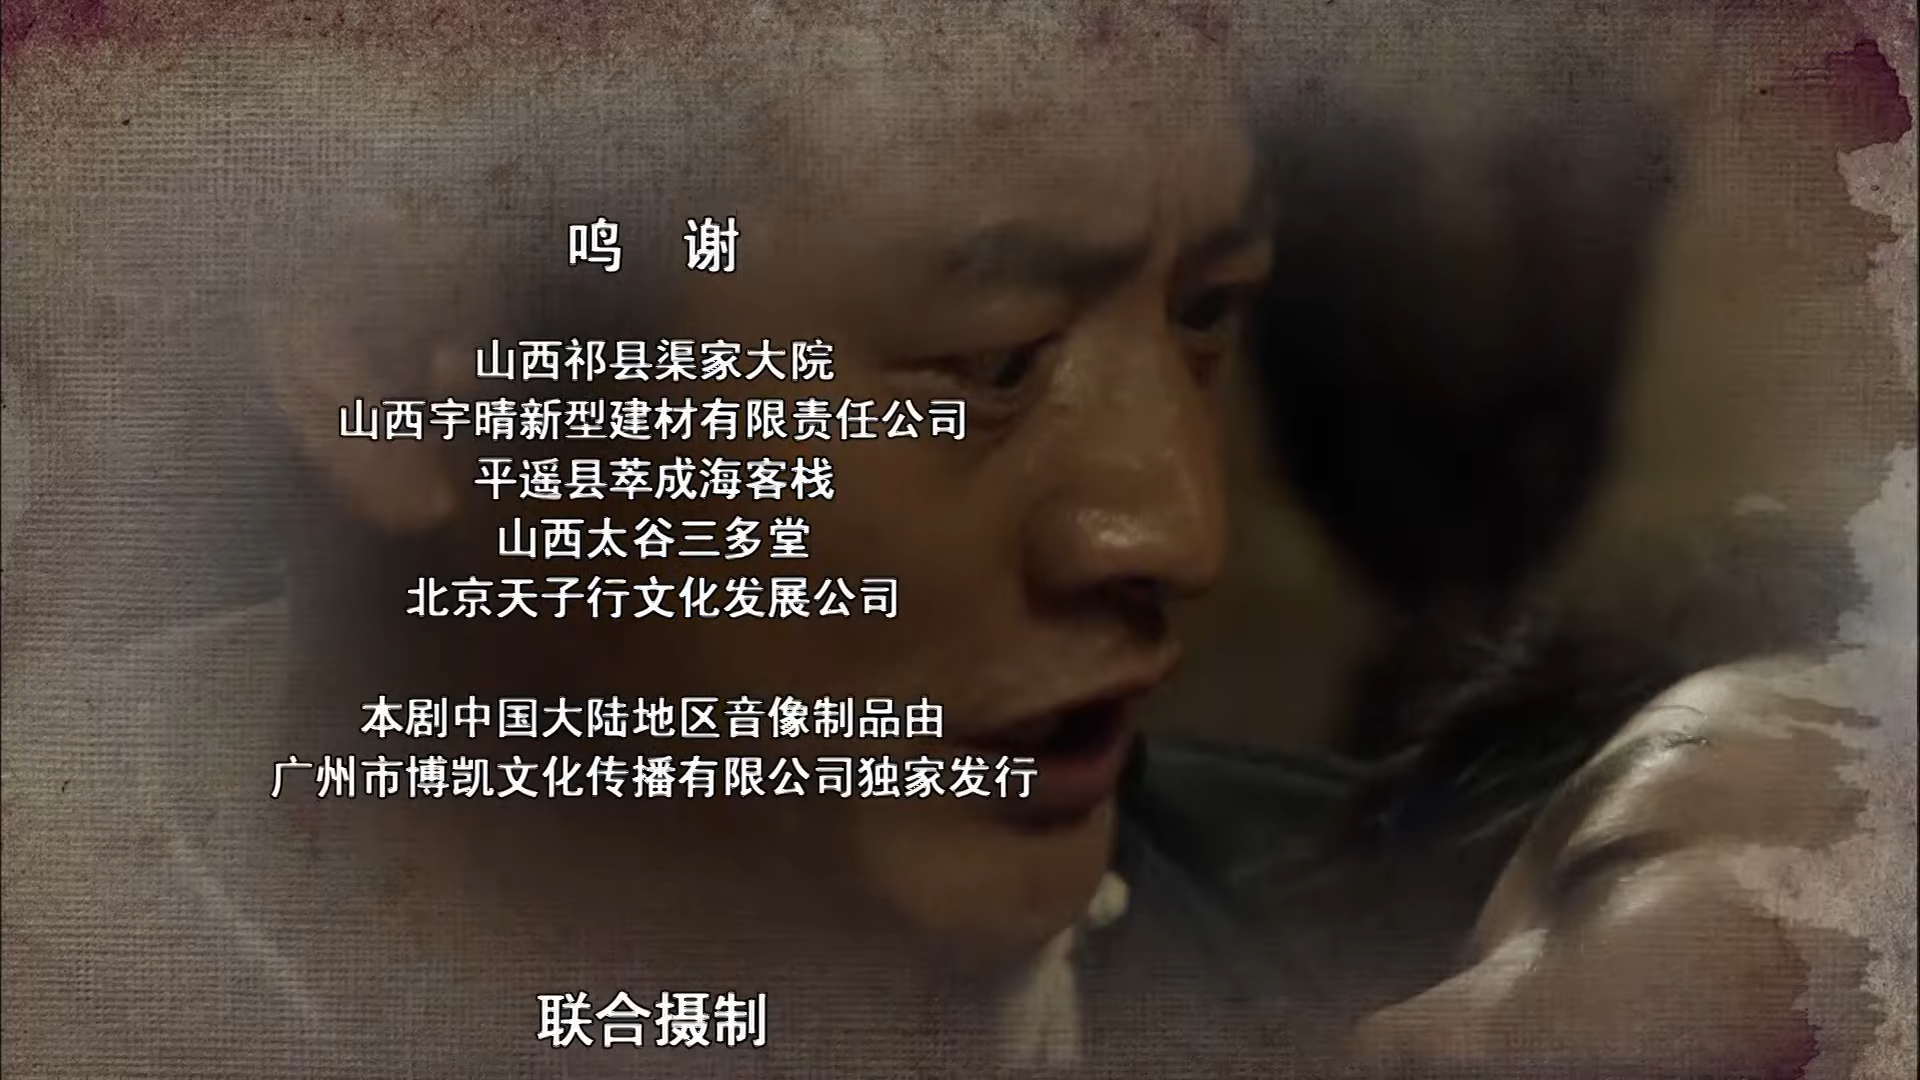 鸣 谢
山西祁县渠家大院
山西宇晴新型建材有限责任公司
平遥县萃成海客栈
山西太谷三多堂
北京天子行文化发展公司
本剧中国大陆地区音像制品由
广州市博凯文化传播有限公司独家发行
联合摄制